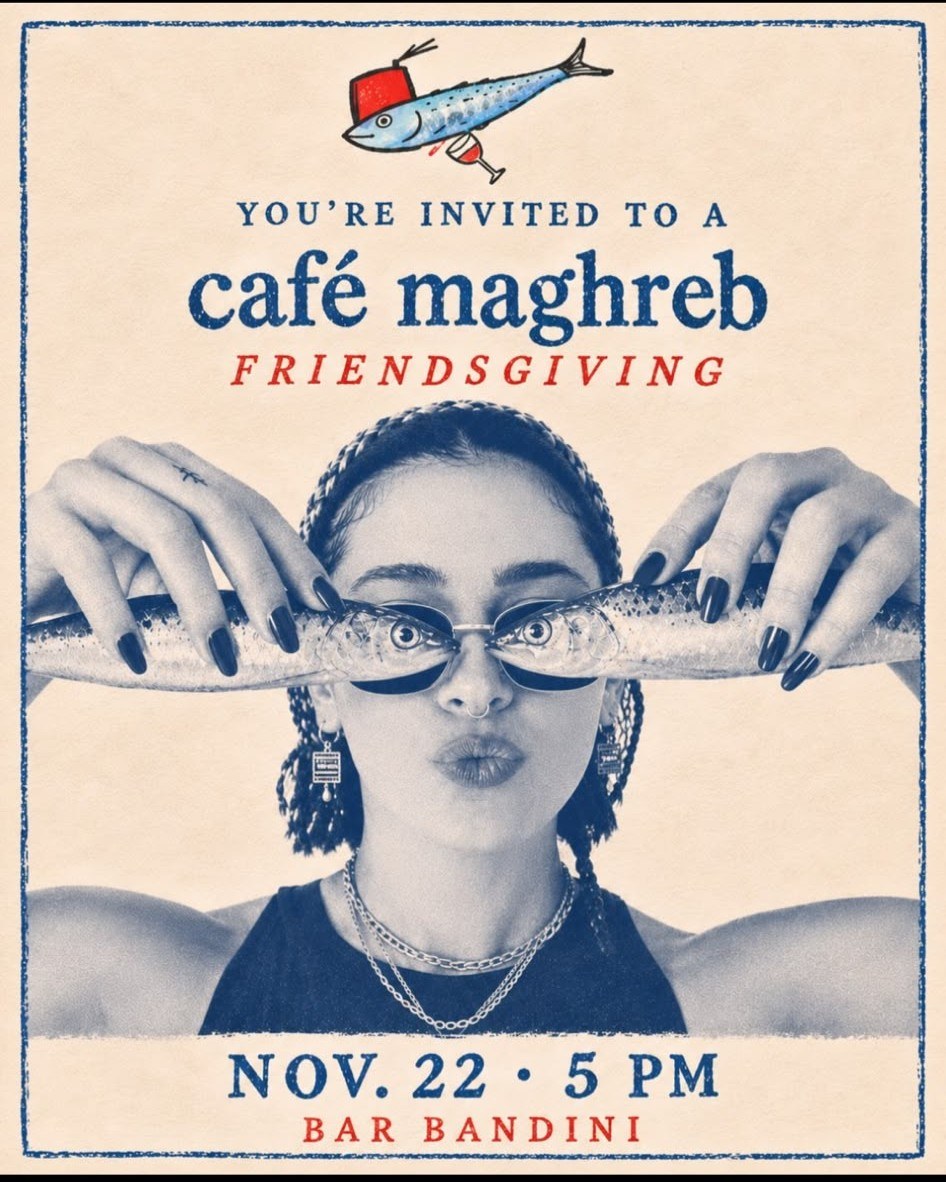 YOU'RE INVITED TO A
café maghreb
FRIENDSGIVING
NOV. 22 • 5 PM
BAR BANDINI